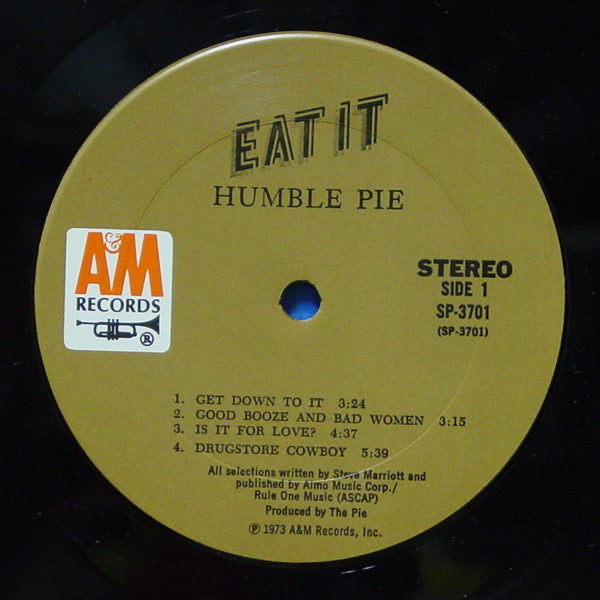 EAT IT
HUMBLE PIE
A&M
RECORDS
®
STEREO
SIDE 1
SP-3701
(SP-3701)
1. GET DOWN TO IT 3:24
2. GOOD BOOZE AND BAD WOMEN 3:15
3. IS IT FOR LOVE? 4:37
4. DRUGSTORE COWBOY 5:39
All selections written by Steve Marriott and
published by Almo Music Corp./
Rule One Music (ASCAP)
Produced by The Pie
℗ 1973 A&M Records, Inc.